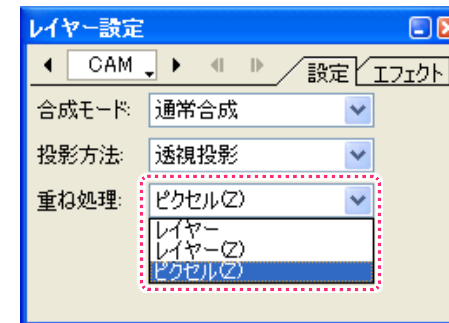 レイヤー設定
CAM 設定 エフェクト
合成モード: 通常合成
投影方法: 透視投影
重ね処理: ピクセル(Z)
レイヤー
レイヤー(Z)
ピクセル(Z)